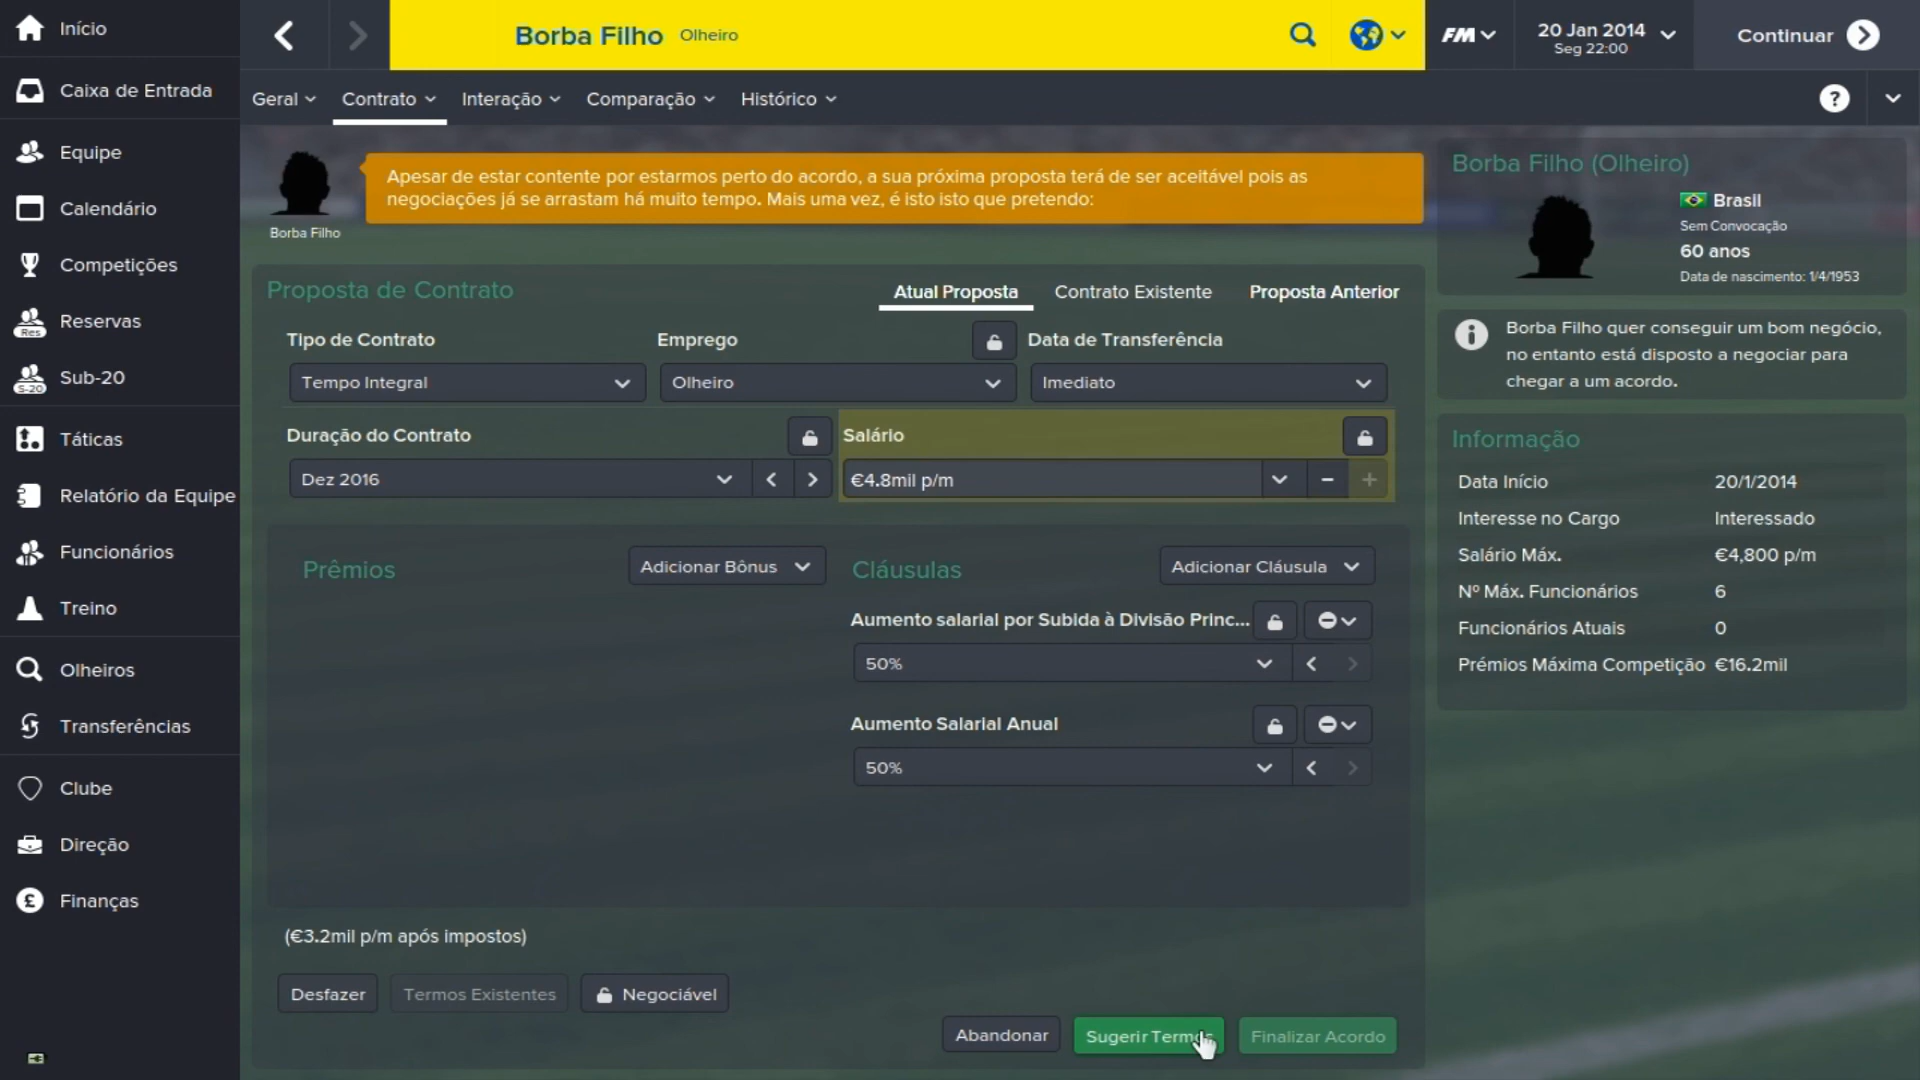 Início
Caixa de Entrada
Equipe
Calendário
Competições
Reservas
Res
Sub-20
S-20
Táticas
Relatório da Equipe
Funcionários
Treino
Olheiros
Transferências
Clube
Direção
Finanças
Borba Filho Olheiro
FM
20 Jan 2014
Seg 22:00
Continuar
Geral
Contrato
Interação
Comparação
Histórico
?
Apesar de estar contente por estarmos perto do acordo, a sua próxima proposta terá de ser aceitável pois as
negociações já se arrastam há muito tempo. Mais uma vez, é isto isto que pretendo:
Borba Filho
Proposta de Contrato
Atual Proposta
Contrato Existente
Proposta Anterior
Tipo de Contrato
Emprego
Data de Transferência
Tempo Integral
Olheiro
Imediato
Duração do Contrato
Salário
Dez 2016
€4.8mil p/m
Prêmios
Adicionar Bônus
Cláusulas
Adicionar Cláusula
Aumento salarial por Subida à Divisão Princ...
50%
Aumento Salarial Anual
50%
(€3.2mil p/m após impostos)
Desfazer
Termos Existentes
Negociável
Abandonar
Sugerir Termos
Finalizar Acordo
Borba Filho (Olheiro)
Brasil
Sem Convocação
60 anos
Data de nascimento: 1/4/1953
Borba Filho quer conseguir um bom negócio,
no entanto está disposto a negociar para
chegar a um acordo.
Informação
Data Início 20/1/2014
Interesse no Cargo Interessado
Salário Máx. €4,800 p/m
Nº Máx. Funcionários 6
Funcionários Atuais 0
Prémios Máxima Competição €16.2mil